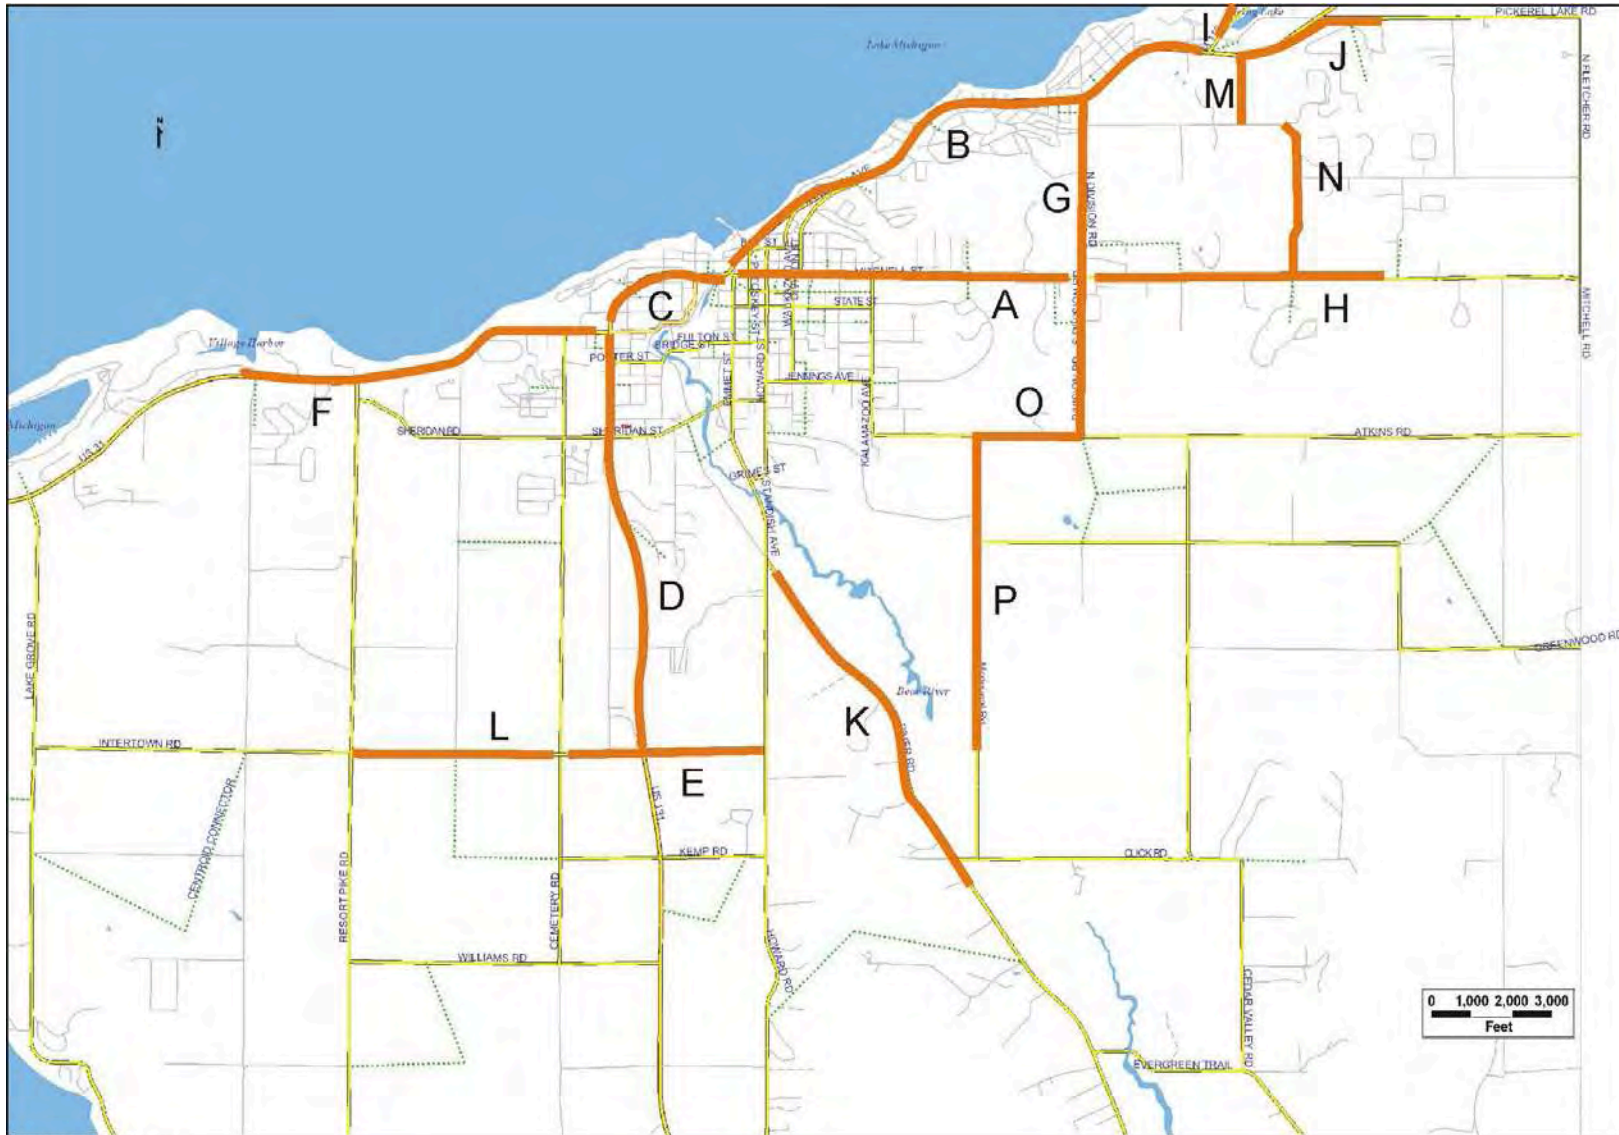 I
PICKEREL LAKE RD
Lake Michigan
J
M
N FLETCHER RD
N
B
N
G
N DIVISION RD
MITCHELL ST
C
A
H
STATE ST
MITCHELL RD
Village Harbor
FULTON ST
BRIDGE ST
PORTER ST
EMMET ST
HOWARD ST
JENNINGS AVE
KALAMAZOO AVE
O
Michigan
F
US 31
SHERIDAN RD
SHERIDAN ST
ATKINS RD
GRIMES ST
STANDISH AVE
D
P
LAKE GROVE RD
GREENWOOD RD
Bear River
L
K
RIVER RD
INTERTOWN RD
E
US 131
CENTROID CONNECTOR
KEMP RD
CLICK RD
RESORT PIKE RD
CEMETERY RD
WILLIAMS RD
HOWARD RD
CEDAR VALLEY RD
0 1,000 2,000 3,000
Feet
EVERGREEN TRAIL